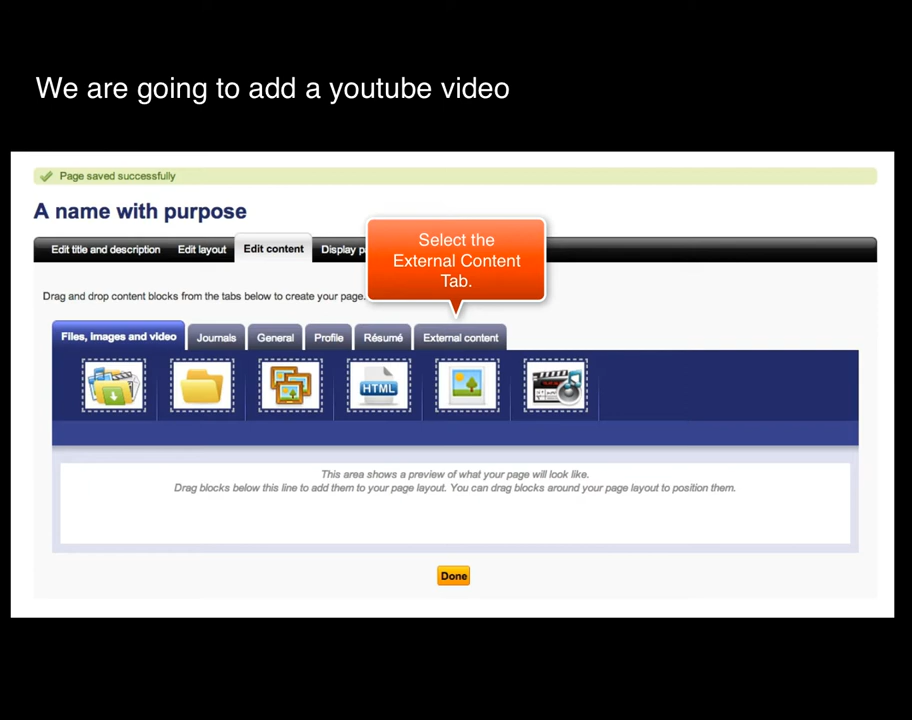 We are going to add a youtube video
Page saved successfully
A name with purpose
Edit title and description Edit layout Edit content Display p
Select the
External Content
Tab.
Drag and drop content blocks from the tabs below to create your page.
Files, images and video Journals General Profile Résumé External content
HTML
This area shows a preview of what your page will look like.
Drag blocks below this line to add them to your page layout. You can drag blocks around your page layout to position them.
Done